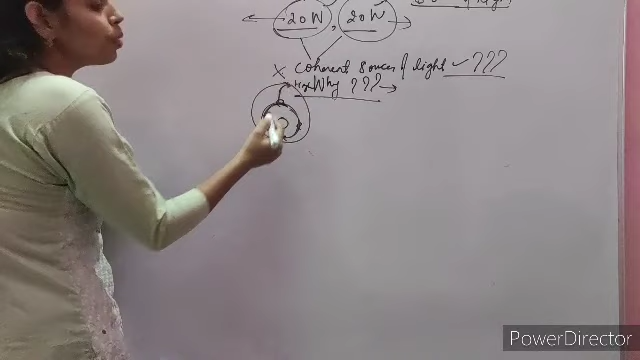 20W, 20W
x Coherent Sources of light ✓ ???
Why ??? →
PowerDirector